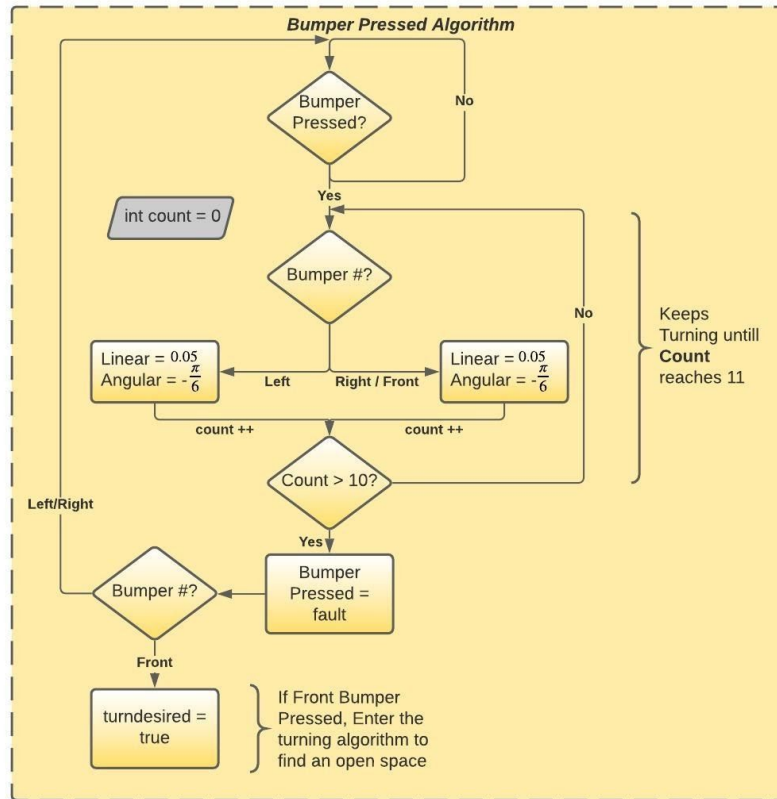 Bumper Pressed Algorithm
Bumper
Pressed?
No
Yes
int count = 0
Bumper #?
No
Keeps
Turning untill
Count
reaches 11
Linear = 0.05
Angular = -π/6
Left
Right / Front
Linear = 0.05
Angular = -π/6
count ++
count ++
Count > 10?
Left/Right
Yes
Bumper
Pressed =
fault
Bumper #?
Front
turndesired =
true
If Front Bumper
Pressed, Enter the
turning algorithm to
find an open space